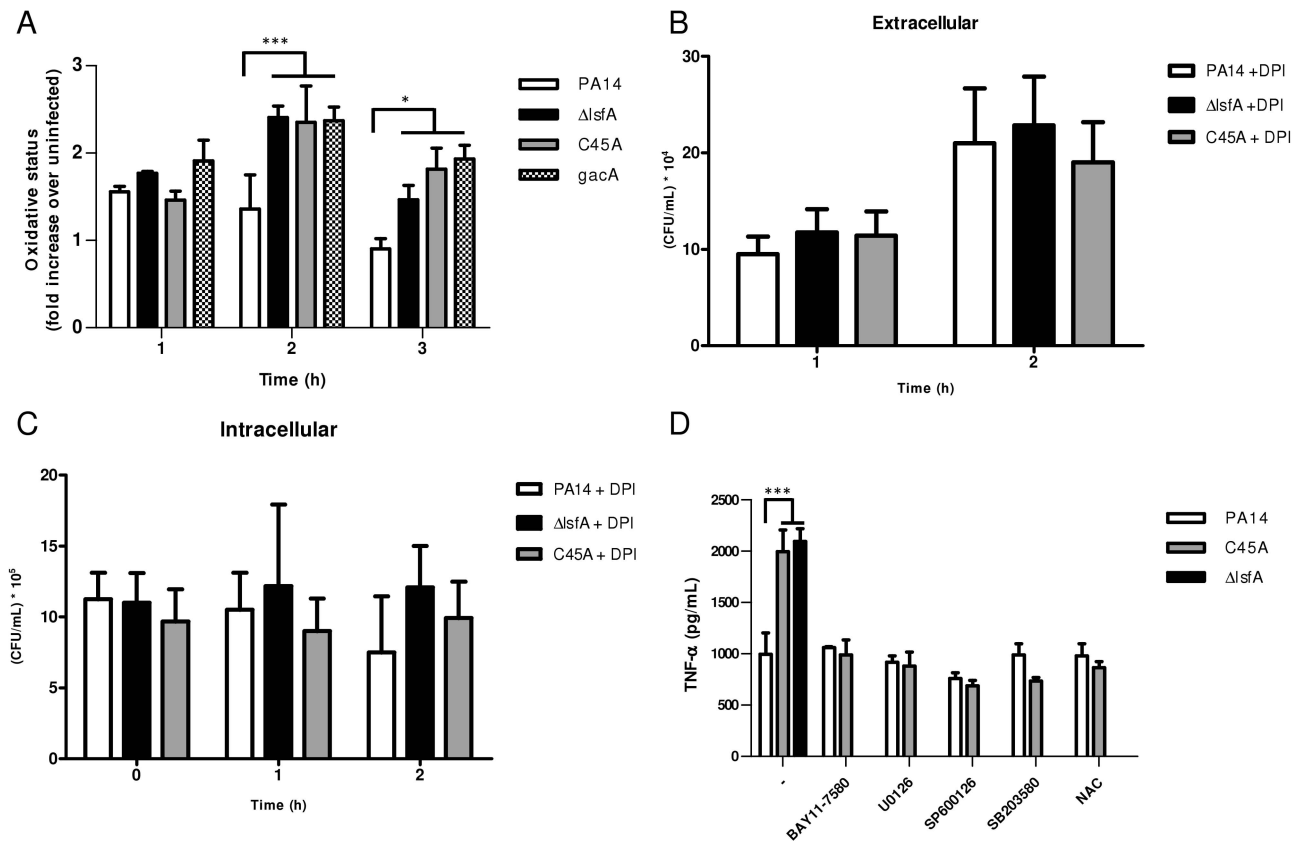 A
Oxidative status
(fold increase over uninfected)
3
2
1
0
***
*
1
2
3
Time (h)
PA14
ΔlsfA
C45A
gacA
B
Extracellular
(CFU/mL) * 10⁴
30
20
10
0
1
2
Time (h)
PA14 +DPI
ΔlsfA +DPI
C45A + DPI
C
Intracellular
(CFU/mL) * 10⁵
20
15
10
5
0
0
1
2
Time (h)
PA14 + DPI
ΔlsfA + DPI
C45A + DPI
D
TNF-α (pg/mL)
2500
2000
1500
1000
500
0
***
-
BAY11-7580
U0126
SP600126
SB203580
NAC
PA14
C45A
ΔlsfA